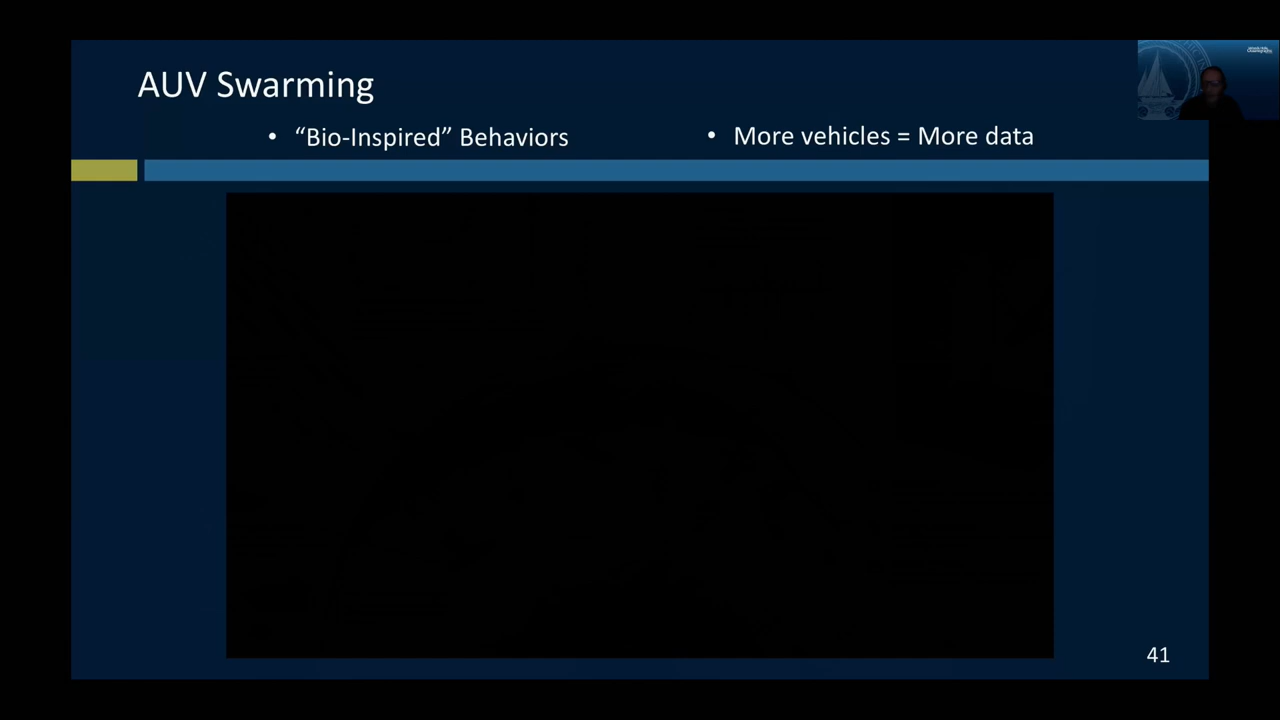 AUV Swarming
• “Bio-Inspired” Behaviors
• More vehicles = More data
41